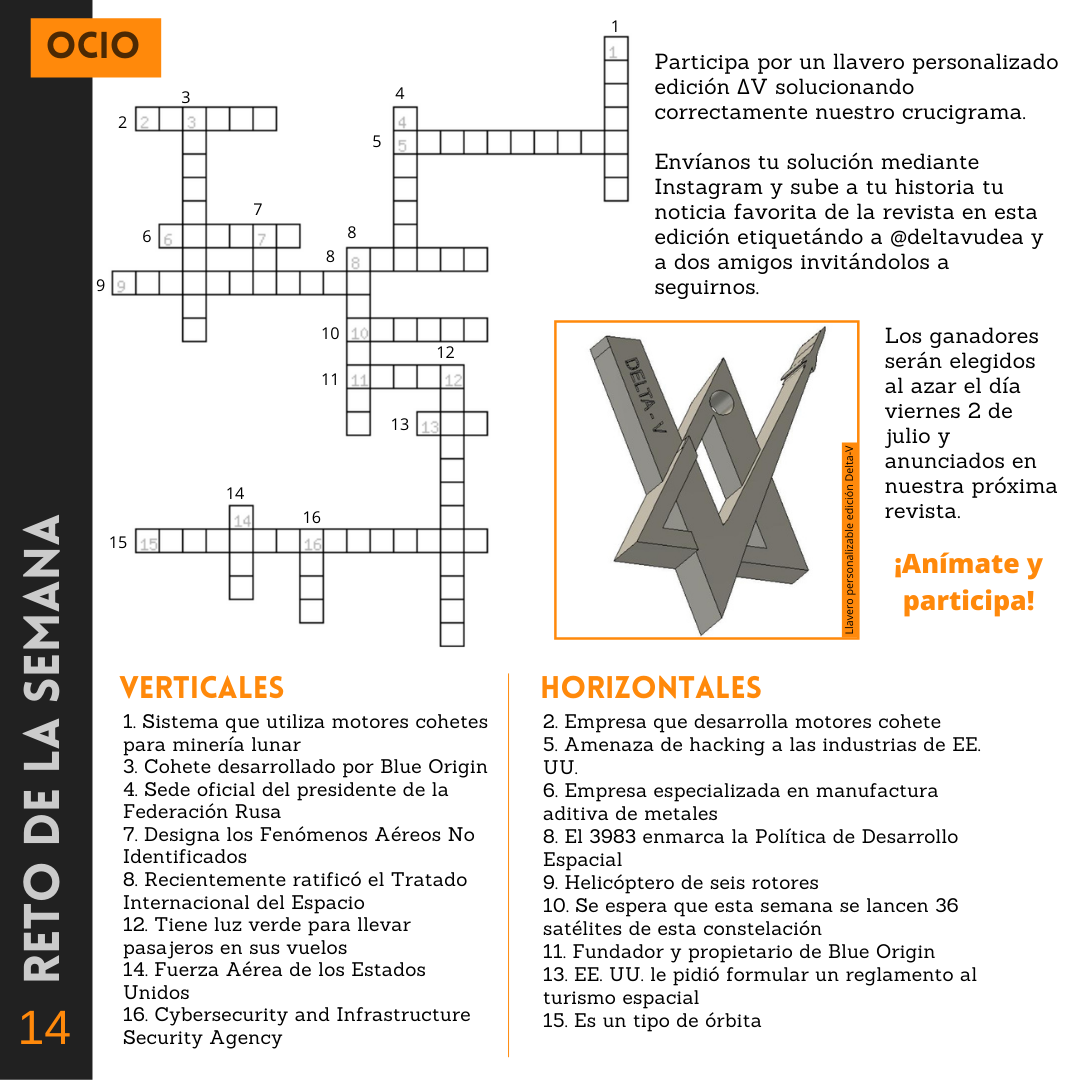 OCIO
1
1
3
2
2
3
4
4
5
5
7
6
6
7
8
8
8
9
9
10
10
12
11
11
12
13
13
14
14
16
15
15
16
Participa por un llavero personalizado
edición ΔV solucionando
correctamente nuestro crucigrama.
Envíanos tu solución mediante
Instagram y sube a tu historia tu
noticia favorita de la revista en esta
edición etiquetándo a @deltavudea y
a dos amigos invitándolos a
seguirnos.
DELTA - V
Llavero personalizable edición Delta-V
Los ganadores
serán elegidos
al azar el día
viernes 2 de
julio y
anunciados en
nuestra próxima
revista.
¡Anímate y
participa!
RETO DE LA SEMANA
14
VERTICALES
1. Sistema que utiliza motores cohetes
para minería lunar
3. Cohete desarrollado por Blue Origin
4. Sede oficial del presidente de la
Federación Rusa
7. Designa los Fenómenos Aéreos No
Identificados
8. Recientemente ratificó el Tratado
Internacional del Espacio
12. Tiene luz verde para llevar
pasajeros en sus vuelos
14. Fuerza Aérea de los Estados
Unidos
16. Cybersecurity and Infrastructure
Security Agency
HORIZONTALES
2. Empresa que desarrolla motores cohete
5. Amenaza de hacking a las industrias de EE.
UU.
6. Empresa especializada en manufactura
aditiva de metales
8. El 3983 enmarca la Política de Desarrollo
Espacial
9. Helicóptero de seis rotores
10. Se espera que esta semana se lancen 36
satélites de esta constelación
11. Fundador y propietario de Blue Origin
13. EE. UU. le pidió formular un reglamento al
turismo espacial
15. Es un tipo de órbita